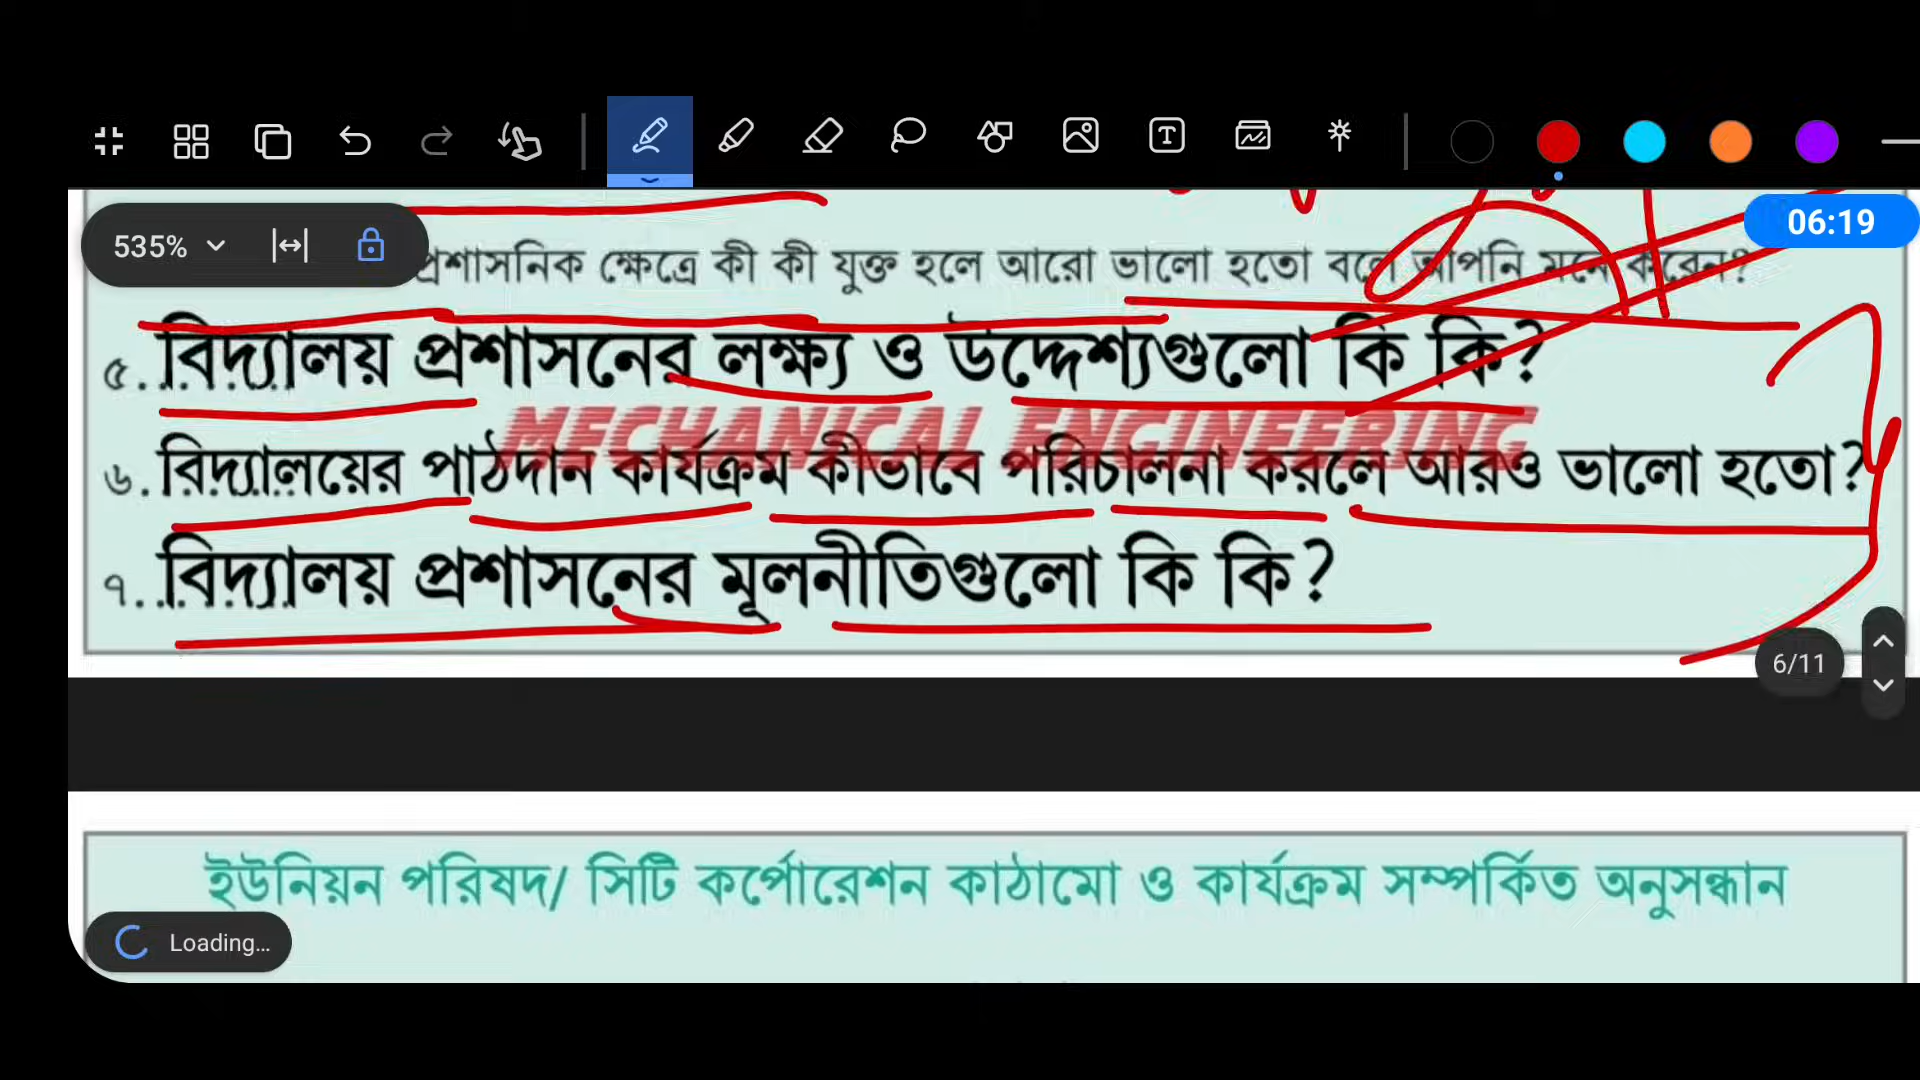 535%
06:19
প্রশাসনিক ক্ষেত্রে কী কী যুক্ত হলে আরো ভালো হতো বলে আপনি মনে করেন?
৫..........বিদ্যালয় প্রশাসনের লক্ষ্য ও উদ্দেশ্যগুলো কি কি?
MECHANICAL ENGINEERING
৬..........বিদ্যালয়ের পাঠদান কার্যক্রম কীভাবে পরিচালনা করলে আরও ভালো হতো?
৭..........বিদ্যালয় প্রশাসনের মূলনীতিগুলো কি কি?
6/11
ইউনিয়ন পরিষদ/ সিটি কর্পোরেশন কাঠামো ও কার্যক্রম সম্পর্কিত অনুসন্ধান
Loading...